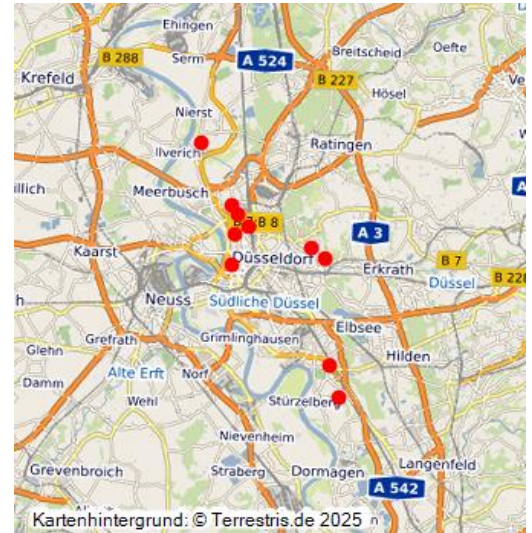 Ehingen
B 288
Serm
A 524
Breitscheid
Oefte
Krefeld
B 227
Hösel
Nierst
Ilverich
Ratingen
Meerbusch
B 8
A 3
Kaarst
Düsseldorf
Erkrath
B 7
Düssel
B 228
Neuss
Südliche Düssel
Elbsee
Grefrath
Grimlinghausen
Glehn
Alte Erft
Norf
Hilden
Damm
Wehl
Stürzelberg
Nievenheim
Grevenbroich
Straberg
Dormagen
Langenfeld
A 542
Kartenhintergrund: © Terrestris.de 2025